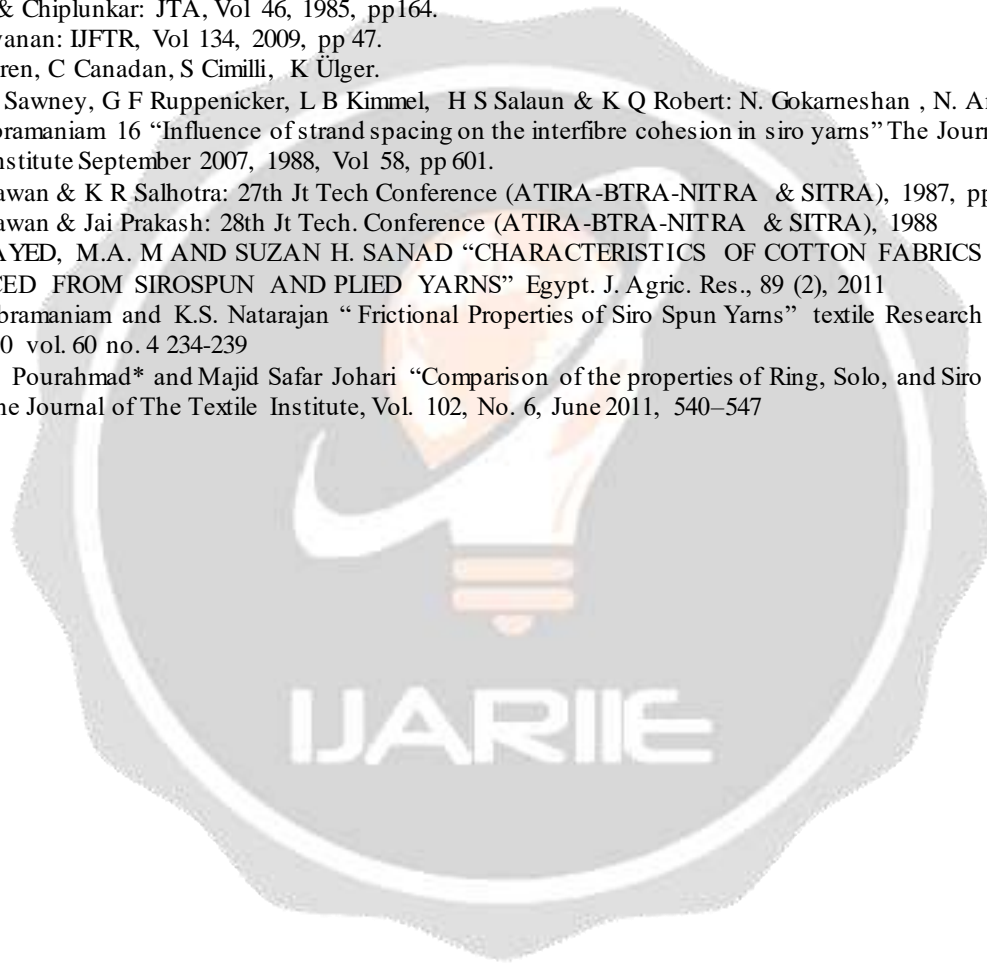 & Chiplunkar: JTA, Vol 46, 1985, pp164.
vanan: IJFTR, Vol 134, 2009, pp 47.
ren, C Canadan, S Cimilli, K Ülger.
Sawney, G F Ruppenicker, L B Kimmel, H S Salaun & K Q Robert: N. Gokarneshan , N. An
bramaniam 16 “Influence of strand spacing on the interfibre cohesion in siro yarns” The Journ
nstitute September 2007, 1988, Vol 58, pp 601.
awan & K R Salhotra: 27th Jt Tech Conference (ATIRA-BTRA-NITRA & SITRA), 1987, pp
awan & Jai Prakash: 28th Jt Tech. Conference (ATIRA-BTRA-NITRA & SITRA), 1988
AYED, M.A. M AND SUZAN H. SANAD “CHARACTERISTICS OF COTTON FABRICS
CED FROM SIROSPUN AND PLIED YARNS” Egypt. J. Agric. Res., 89 (2), 2011
bramaniam and K.S. Natarajan “ Frictional Properties of Siro Spun Yarns” textile Research
0 vol. 60 no. 4 234-239
Pourahmad* and Majid Safar Johari “Comparison of the properties of Ring, Solo, and Siro
he Journal of The Textile Institute, Vol. 102, No. 6, June 2011, 540–547
IJARIIE